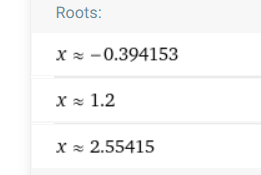 Roots:
x ≈ −0.394153
x ≈ 1.2
x ≈ 2.55415